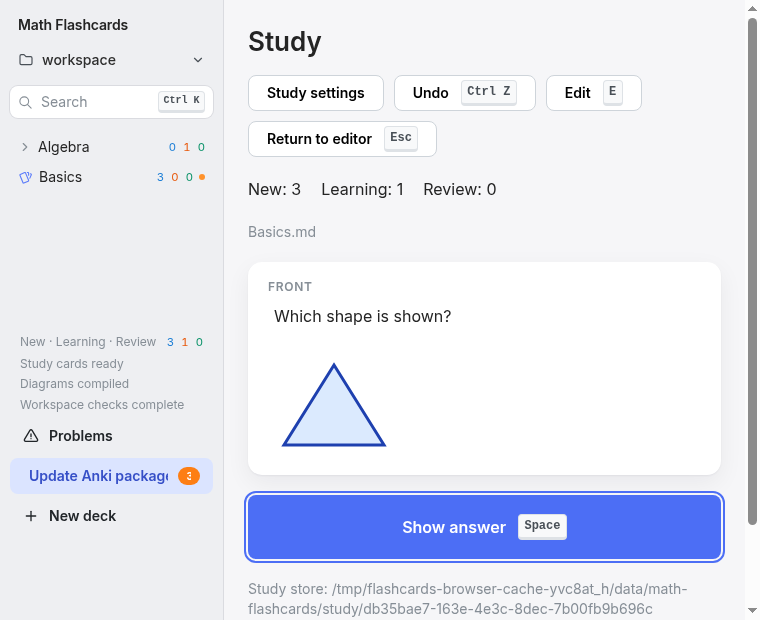 Math Flashcards
workspace
Search Ctrl K
Algebra 0 1 0
Basics 3 0 0
New · Learning · Review 3 1 0
Study cards ready
Diagrams compiled
Workspace checks complete
Problems
Update Anki package 3
New deck
Study
Study settings
Undo Ctrl Z
Edit E
Return to editor Esc
New: 3 Learning: 1 Review: 0
Basics.md
FRONT
Which shape is shown?
Show answer Space
Study store: /tmp/flashcards-browser-cache-yvc8at_h/data/math-
flashcards/study/db35bae7-163e-4e3c-8dec-7b00fb9b696c